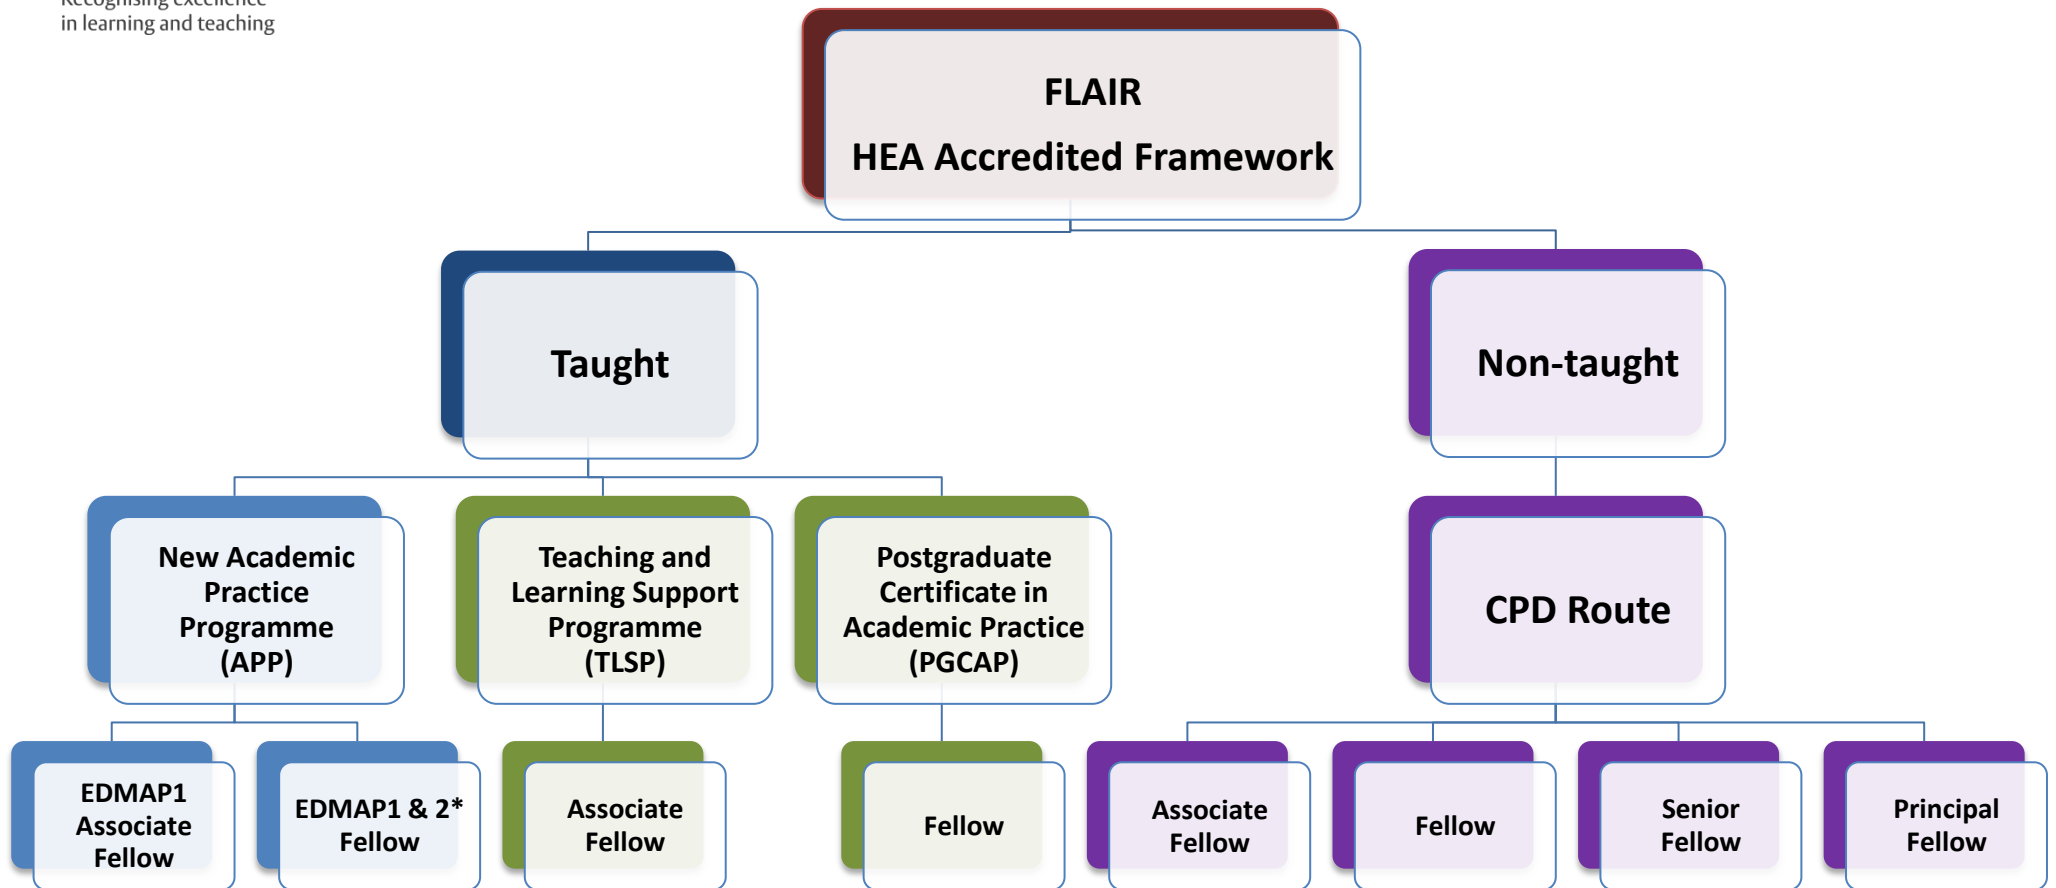 Recognising excellence
in learning and teaching
FLAIR
HEA Accredited Framework
Taught
Non-taught
New Academic
Practice
Programme
(APP)
Teaching and
Learning Support
Programme
(TLSP)
Postgraduate
Certificate in
Academic Practice
(PGCAP)
CPD Route
EDMAP1
Associate
Fellow
EDMAP1 & 2*
Fellow
Associate
Fellow
Fellow
Associate
Fellow
Fellow
Senior
Fellow
Principal
Fellow